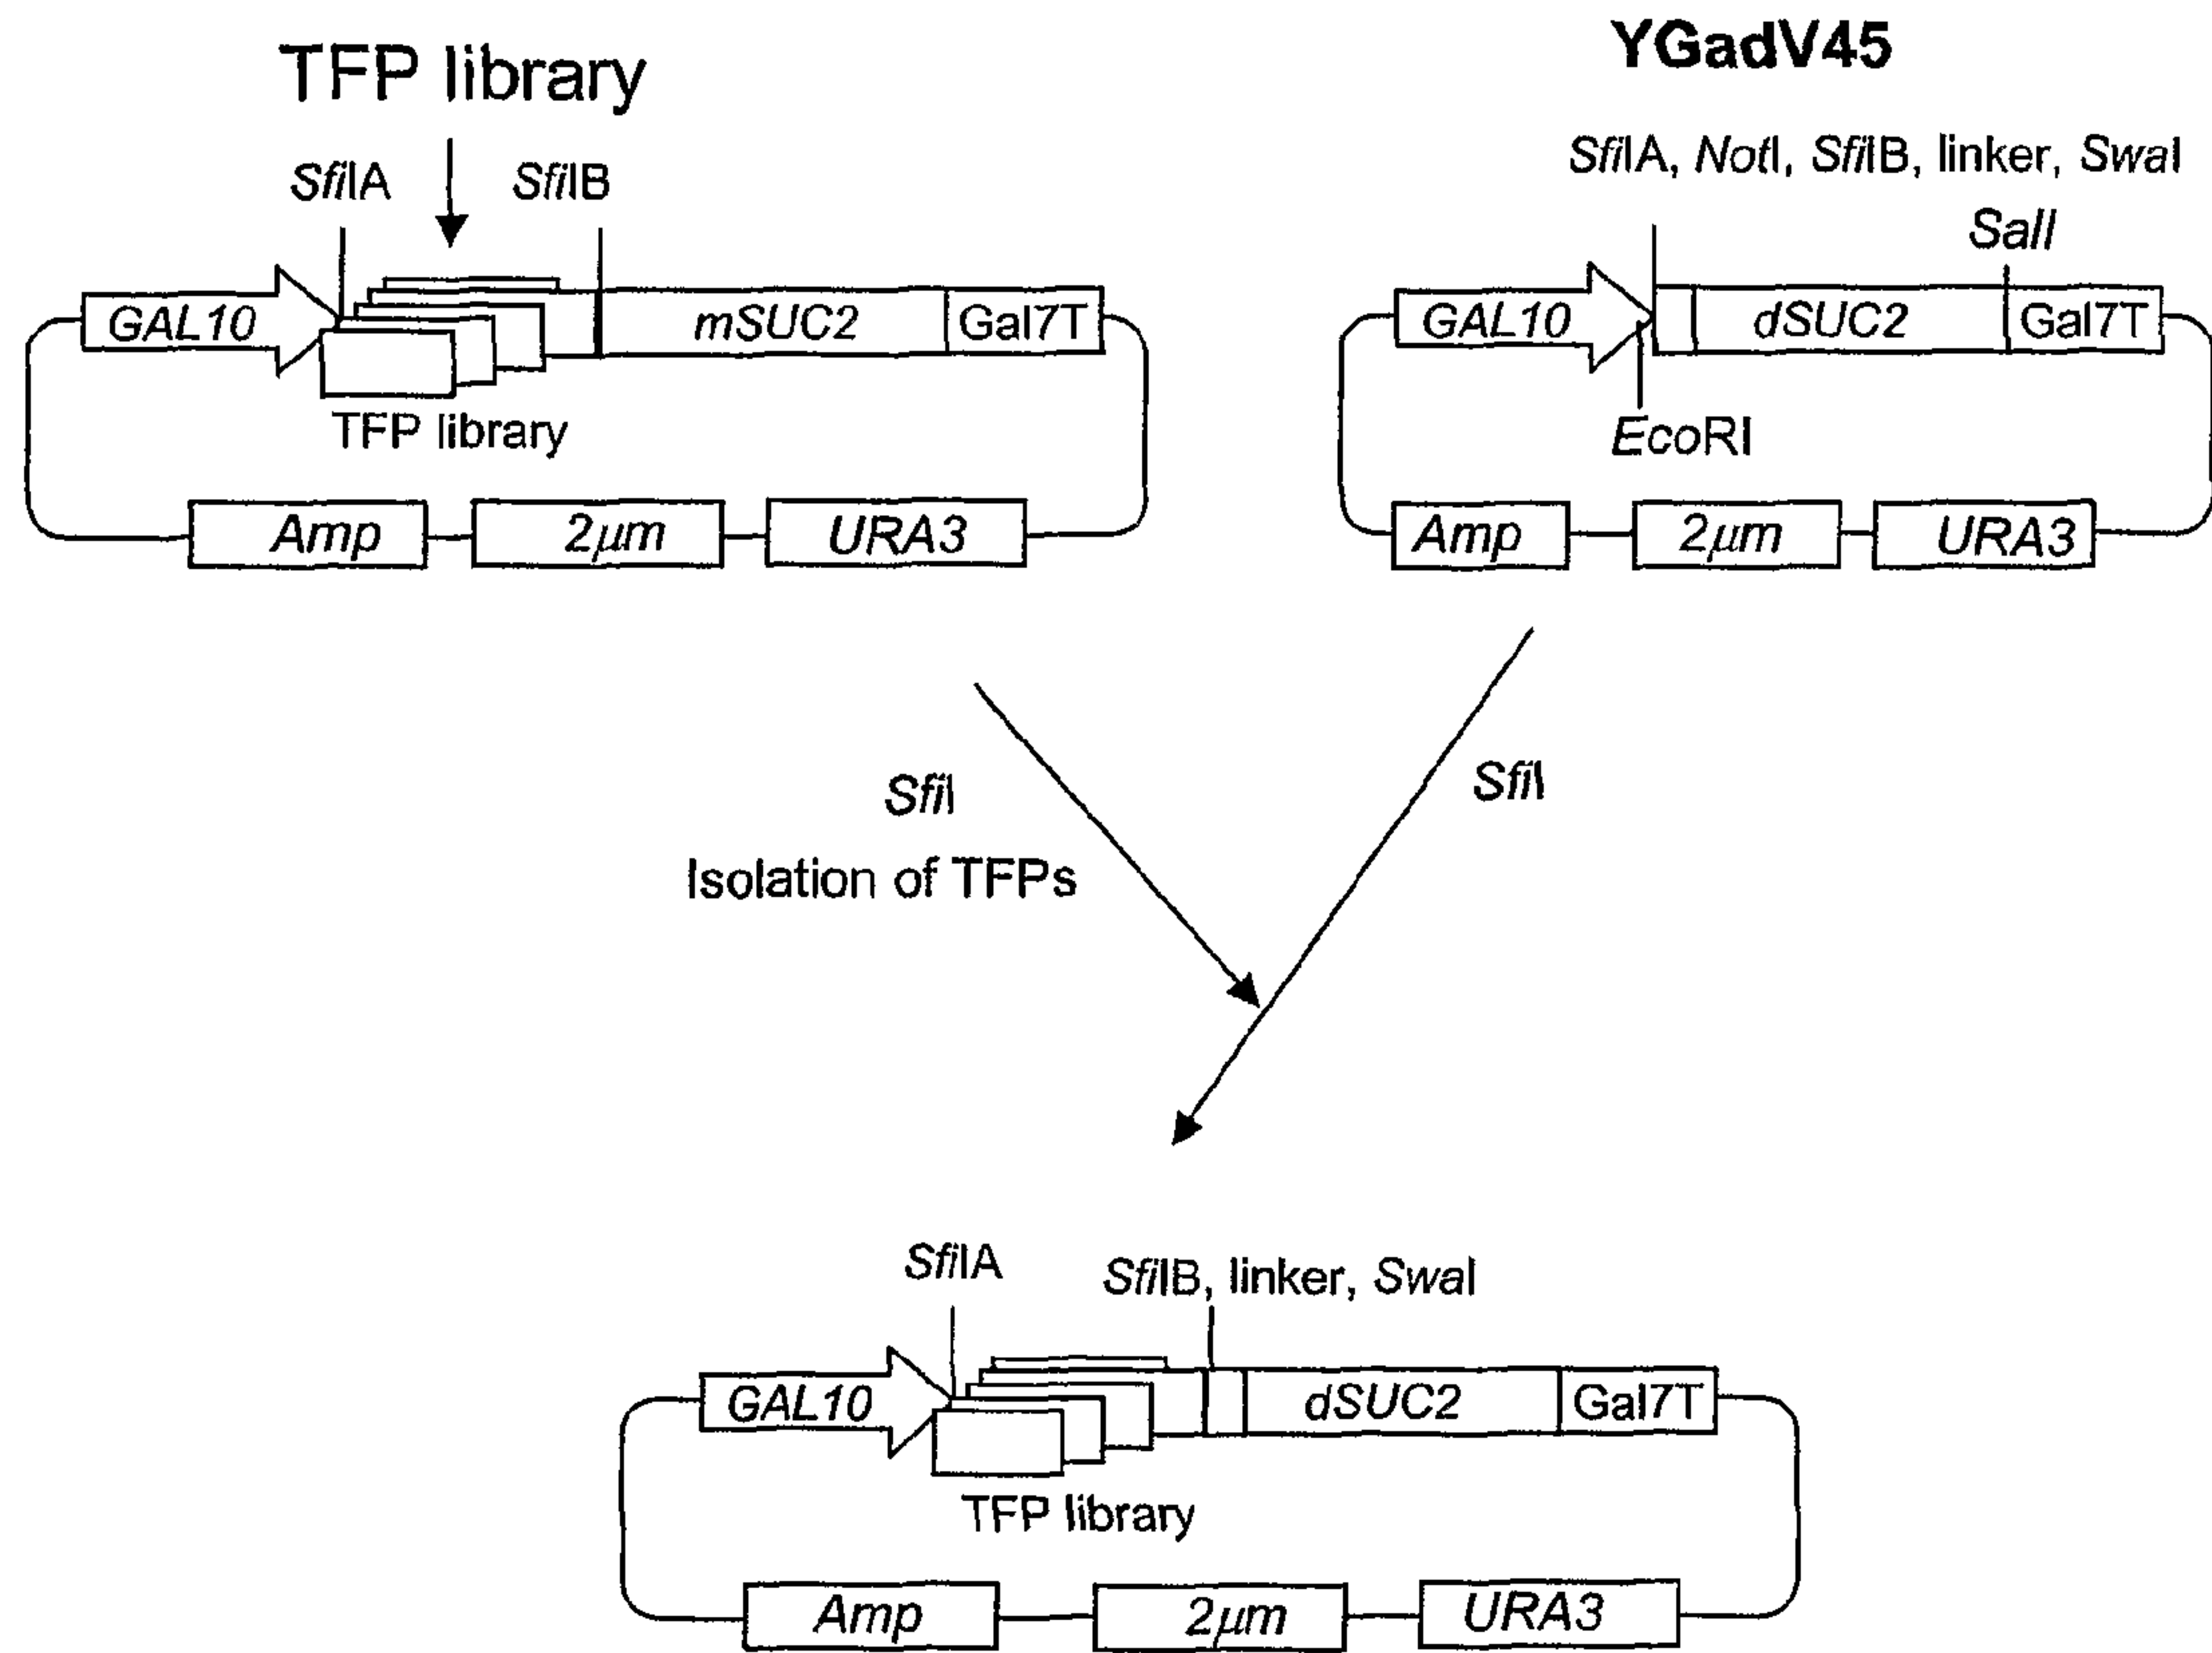 TFP library
SfiIA
SfiIB
GAL10
mSUC2
Gal7T
TFP library
Amp
2μm
URA3
YGadV45
SfiIA, NotI, SfiIB, linker, SwaI
SalI
GAL10
dSUC2
Gal7T
EcoRI
Amp
2μm
URA3
SfiI
Isolation of TFPs
SfiI
SfiIA
SfiIB, linker, SwaI
GAL10
dSUC2
Gal7T
TFP library
Amp
2μm
URA3